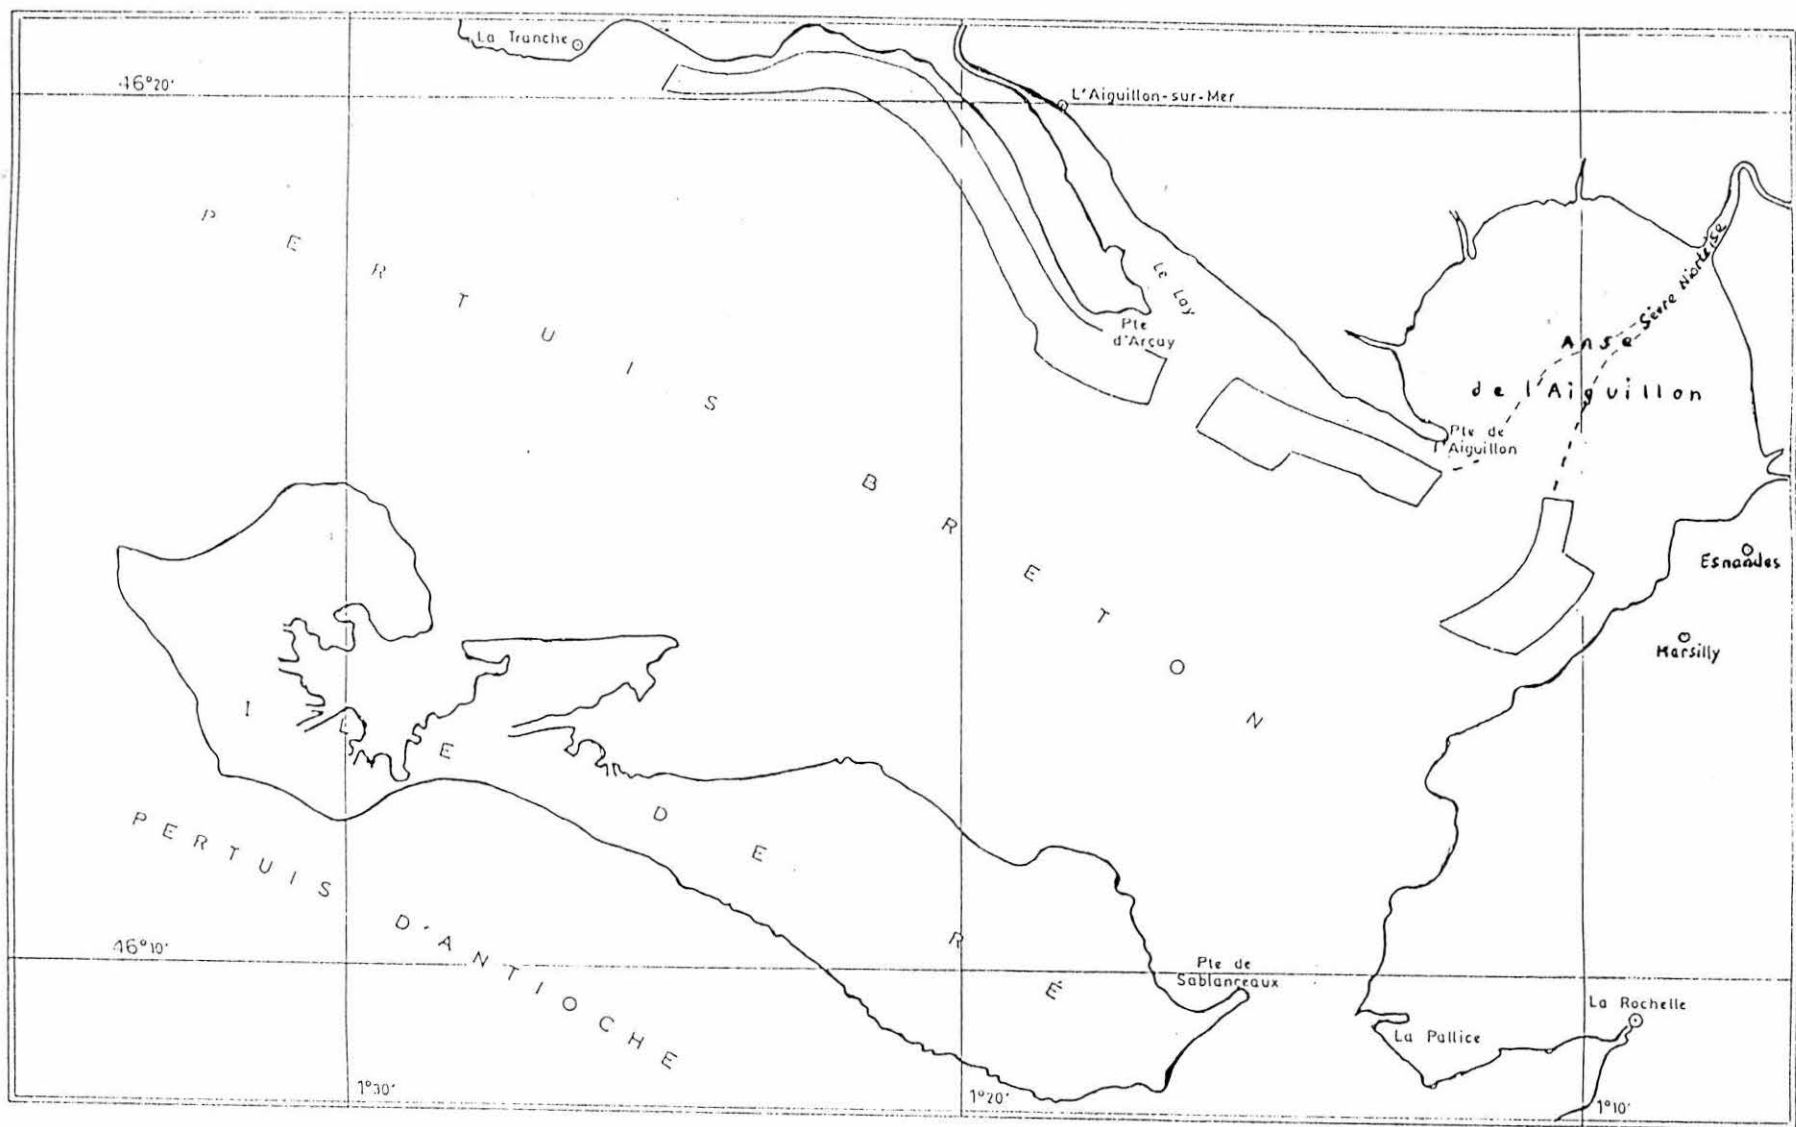 La Tranche
46°20'
L'Aiguillon-sur-Mer
PERTUIS BRETON
Le Lay
Sèvre Niortaise
Pte
d'Arçay
Anse
de l'Aiguillon
Pte de
l'Aiguillon
Esnandes
Marsilly
ILE DE RÉ
PERTUIS D'ANTIOCHE
46°10'
Pte de
Sablanceaux
La Rochelle
La Pallice
1°30'
1°20'
1°10'